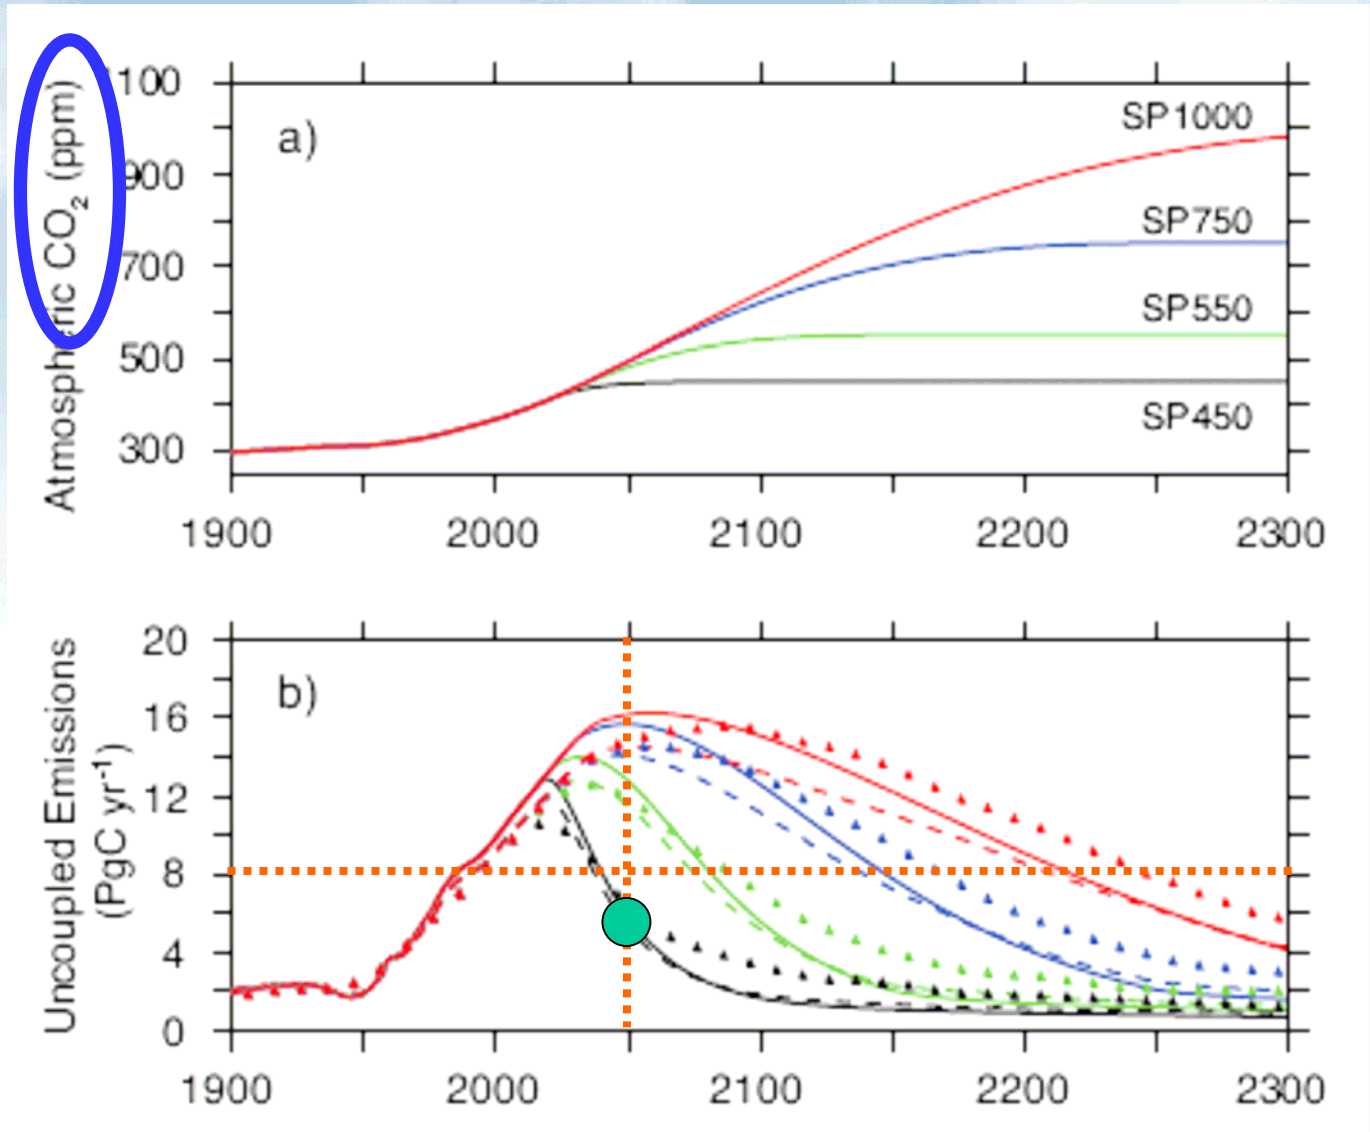 Atmospheric CO₂ (ppm)
1100
900
700
500
300
a)
SP1000
SP750
SP550
SP450
1900 2000 2100 2200 2300
Uncoupled Emissions
(PgC yr⁻¹)
20
16
12
8
4
0
b)
1900 2000 2100 2200 2300